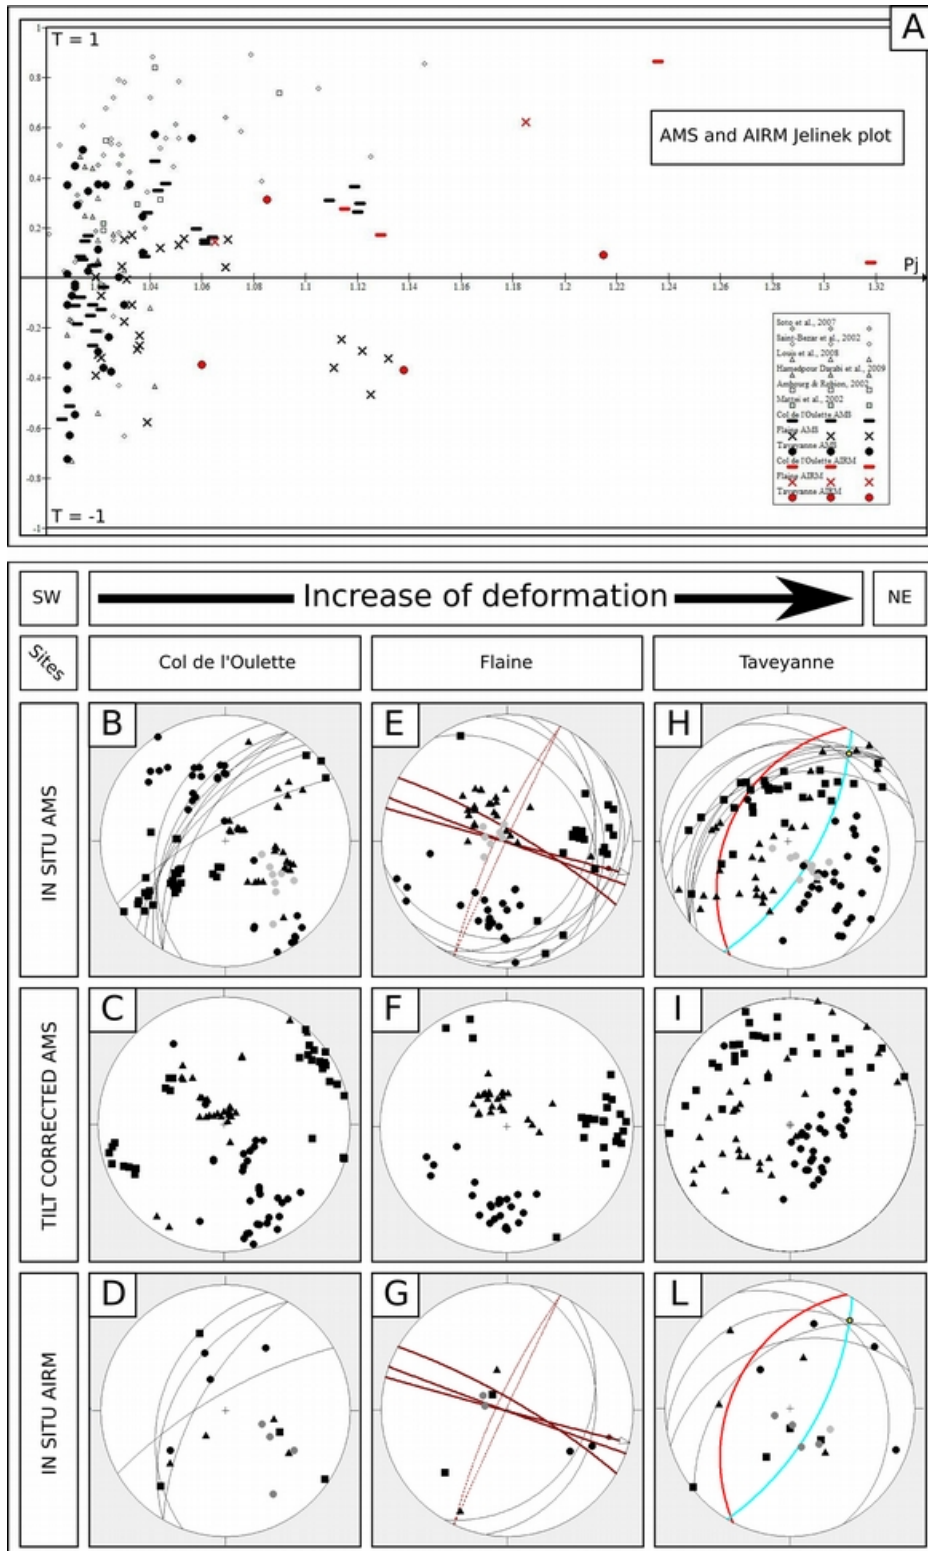 A
T = 1
AMS and AIRM Jelinek plot
Pj
1
0.8
0.6
0.4
0.2
-0.2
-0.4
-0.6
-0.8
-1
1.02
1.04
1.06
1.08
1.1
1.12
1.14
1.16
1.18
1.2
1.22
1.24
1.26
1.28
1.3
1.32
Soto et al., 2007
Saint-Bezar et al., 2002
Louis et al., 2008
Hamedpour Darabi et al., 2009
Aubourg & Robion, 2002
Mattei et al., 2002
Col de l'Oulette AMS
Flaine AMS
Taveyanne AMS
Col de l'Oulette AIRM
Flaine AIRM
Taveyanne AIRM
T = -1
SW
Increase of deformation
NE
Sites
Col de l'Oulette
Flaine
Taveyanne
IN SITU AMS
B
E
H
TILT CORRECTED AMS
C
F
I
IN SITU AIRM
D
G
L